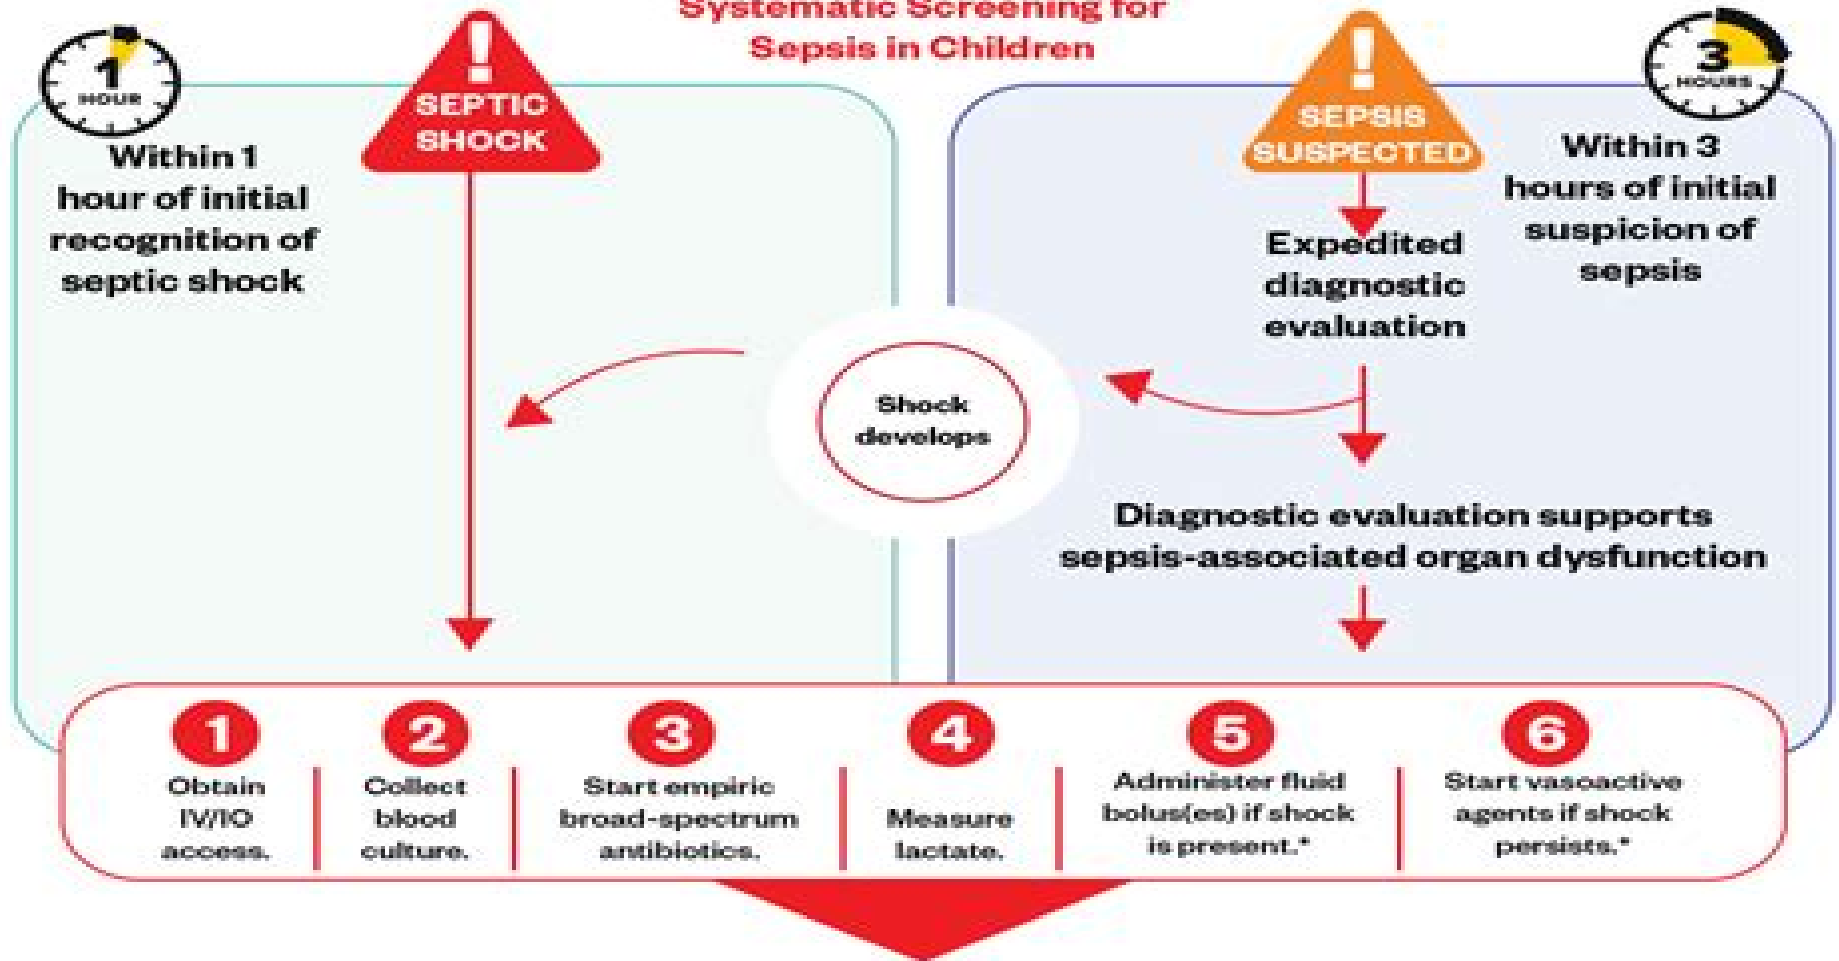 Systematic Screening for
Sepsis in Children
1
HOUR
!
SEPTIC
SHOCK
Within 1
hour of initial
recognition of
septic shock
!
SEPSIS
SUSPECTED
3
HOURS
Within 3
hours of initial
suspicion of
sepsis
Expedited
diagnostic
evaluation
Shock
develops
Diagnostic evaluation supports
sepsis-associated organ dysfunction
1
Obtain
IV/IO
access.
2
Collect
blood
culture.
3
Start empiric
broad-spectrum
antibiotics.
4
Measure
lactate.
5
Administer fluid
bolus(es) if shock
is present.*
6
Start vasoactive
agents if shock
persists.*